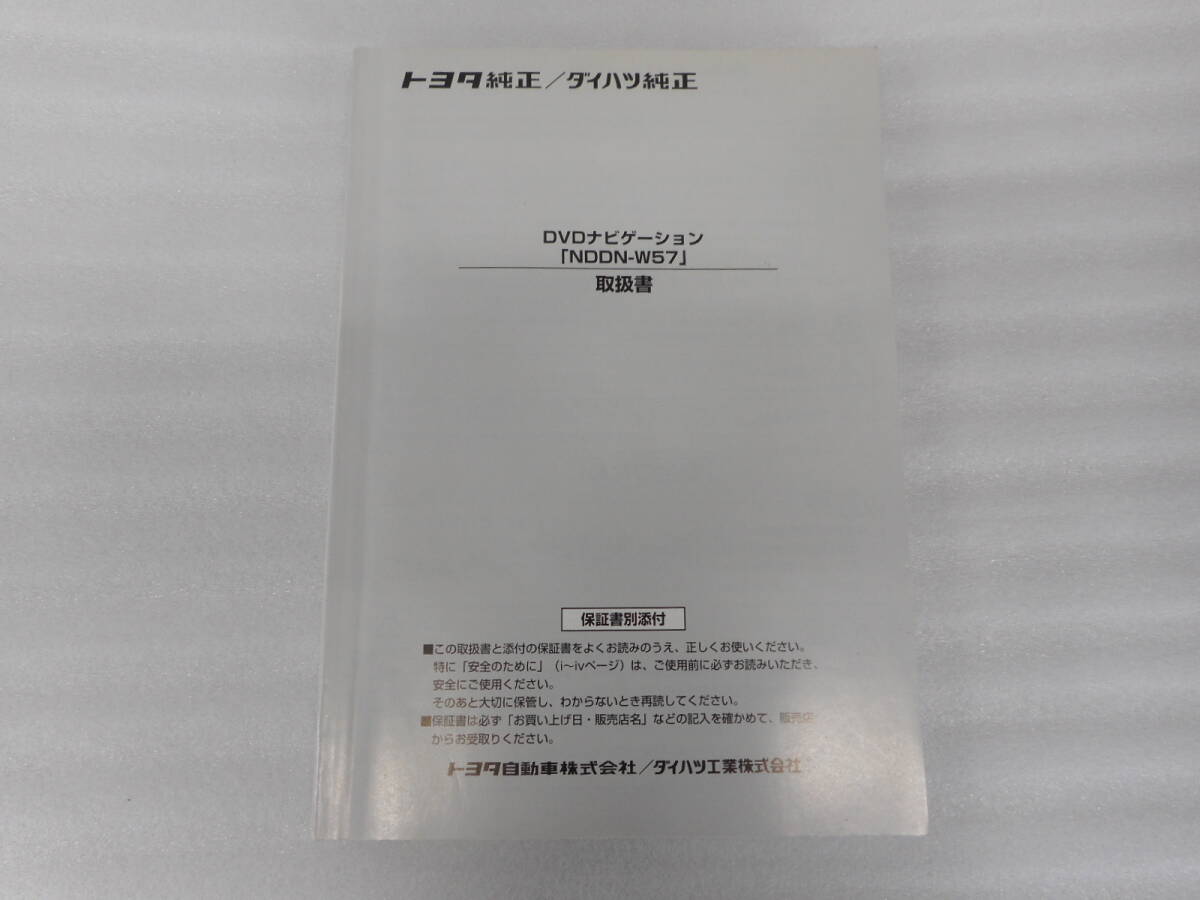 トヨタ純正/ダイハツ純正
DVDナビゲーション
「NDDN-W57」
取扱書
保証書別添付
■この取扱書と添付の保証書をよくお読みのうえ、正しくお使いください。
特に「安全のために」(i〜ivページ)は、ご使用前に必ずお読みいただき、
安全にご使用ください。
そのあと大切に保管し、わからないとき再読してください。
■保証書は必ず「お買い上げ日・販売店名」などの記入を確かめて、販売店
からお受取りください。
トヨタ自動車株式会社/ダイハツ工業株式会社